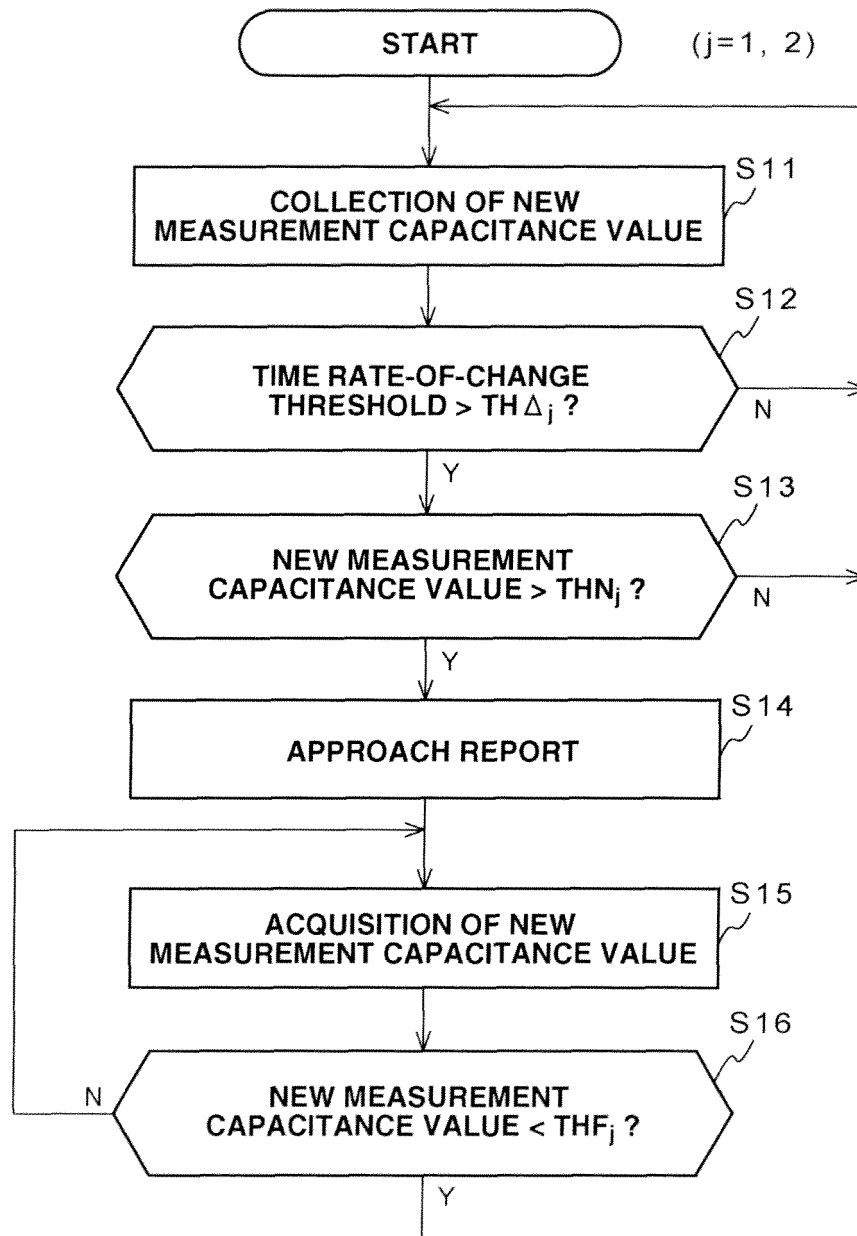 START
(j=1, 2)
S11
COLLECTION OF NEW
MEASUREMENT CAPACITANCE VALUE
S12
TIME RATE-OF-CHANGE
THRESHOLD > THΔj ?
N
Y
S13
NEW MEASUREMENT
CAPACITANCE VALUE > THNj ?
N
Y
S14
APPROACH REPORT
S15
ACQUISITION OF NEW
MEASUREMENT CAPACITANCE VALUE
S16
NEW MEASUREMENT
CAPACITANCE VALUE < THFj ?
N
Y